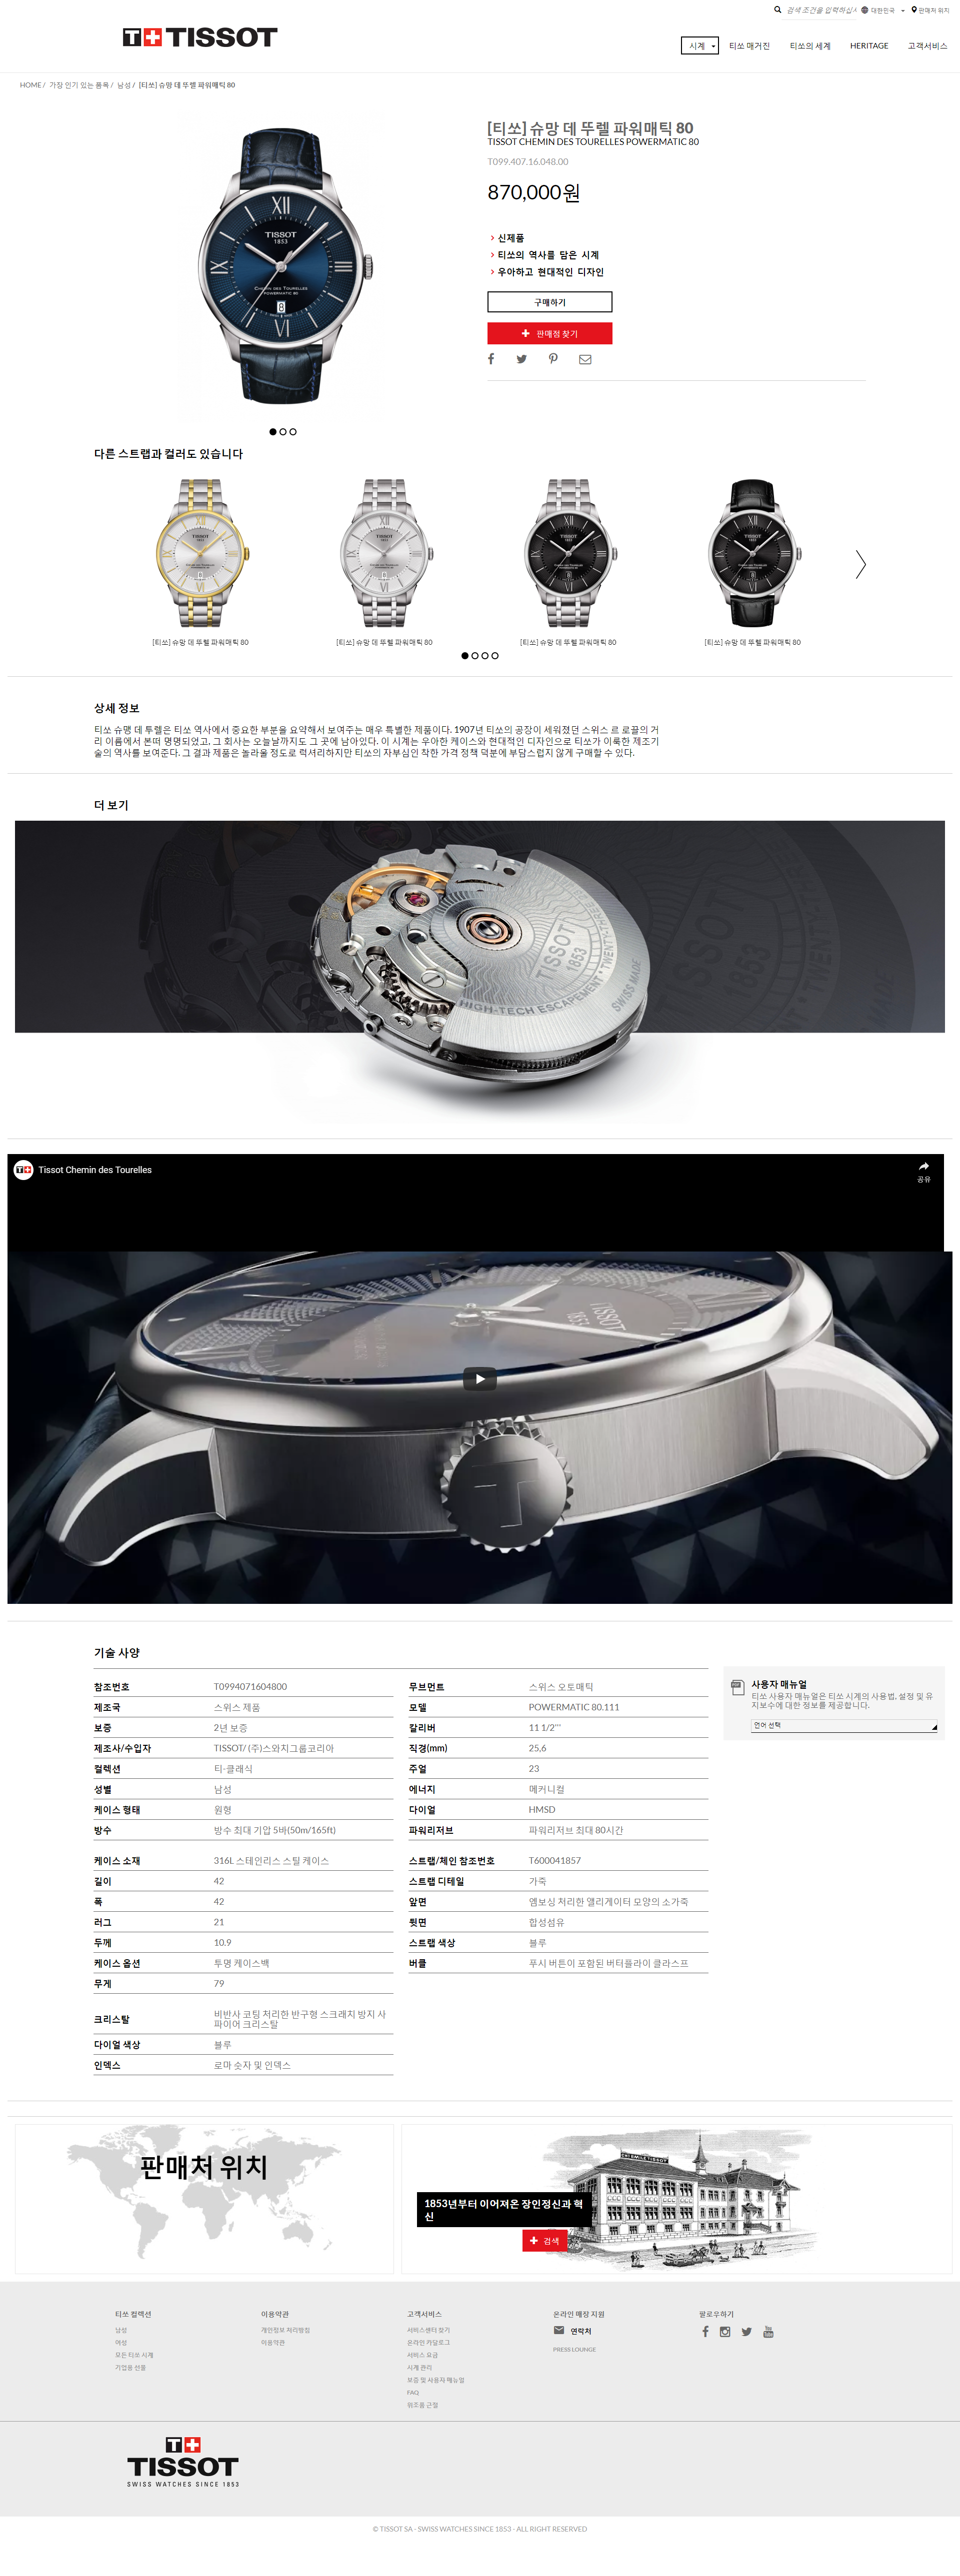 검색 조건을 입력하십시
대한민국
판매처 위치
TISSOT
시계
티쏘 매거진
티쏘의 세계
HERITAGE
고객서비스
HOME / 가장 인기 있는 품목 / 남성 / [티쏘] 슈망 데 뚜렐 파워매틱 80
[티쏘] 슈망 데 뚜렐 파워매틱 80
TISSOT CHEMIN DES TOURELLES POWERMATIC 80
T099.407.16.048.00
870,000원
신제품
티쏘의 역사를 담은 시계
우아하고 현대적인 디자인
구매하기
판매점 찾기
TISSOT
1853
CHEMIN DES TOURELLES
POWERMATIC 80
8
다른 스트랩과 컬러도 있습니다
[티쏘] 슈망 데 뚜렐 파워매틱 80
[티쏘] 슈망 데 뚜렐 파워매틱 80
[티쏘] 슈망 데 뚜렐 파워매틱 80
[티쏘] 슈망 데 뚜렐 파워매틱 80
상세 정보
티쏘 슈맹 데 투렐은 티쏘 역사에서 중요한 부분을 요약해서 보여주는 매우 특별한 제품이다. 1907년 티쏘의 공장이 세워졌던 스위스 르 로끌의 거
리 이름에서 본떠 명명되었고, 그 회사는 오늘날까지도 그 곳에 남아있다. 이 시계는 우아한 케이스와 현대적인 디자인으로 티쏘가 이룩한 제조기
술의 역사를 보여준다. 그 결과 제품은 놀라울 정도로 럭셔리하지만 티쏘의 자부심인 착한 가격 정책 덕분에 부담스럽지 않게 구매할 수 있다.
더 보기
TISSOT
1853
HIGH-TECH ESCAPEMENT
SWISS MADE
Tissot Chemin des Tourelles
공유
기술 사양
참조번호 T0994071604800
제조국 스위스 제품
보증 2년 보증
제조사/수입자 TISSOT/ (주)스와치그룹코리아
컬렉션 티-클래식
성별 남성
케이스 형태 원형
방수 방수 최대 기압 5바(50m/165ft)
케이스 소재 316L 스테인리스 스틸 케이스
길이 42
폭 42
러그 21
두께 10.9
케이스 옵션 투명 케이스백
무게 79
크리스탈 비반사 코팅 처리한 반구형 스크래치 방지 사
파이어 크리스탈
다이얼 색상 블루
인덱스 로마 숫자 및 인덱스
무브먼트 스위스 오토매틱
모델 POWERMATIC 80.111
칼리버 11 1/2'''
직경(mm) 25,6
주얼 23
에너지 메커니컬
다이얼 HMSD
파워리저브 파워리저브 최대 80시간
스트랩/체인 참조번호 T600041857
스트랩 디테일 가죽
앞면 엠보싱 처리한 앨리게이터 모양의 소가죽
뒷면 합성섬유
스트랩 색상 블루
버클 푸시 버튼이 포함된 버터플라이 클라스프
사용자 매뉴얼
티쏘 사용자 매뉴얼은 티쏘 시계의 사용법, 설정 및 유
지보수에 대한 정보를 제공합니다.
언어 선택
판매처 위치
1853년부터 이어져온 장인정신과 혁
신
검색
티쏘 컬렉션
남성
여성
모든 티쏘 시계
기업용 선물
이용약관
개인정보 처리방침
이용약관
고객서비스
서비스센터 찾기
온라인 카달로그
서비스 요금
시계 관리
보증 및 사용자 메뉴얼
FAQ
위조품 근절
온라인 매장 지원
연락처
PRESS LOUNGE
팔로우하기
TISSOT
SWISS WATCHES SINCE 1853
© TISSOT SA - SWISS WATCHES SINCE 1853 - ALL RIGHT RESERVED